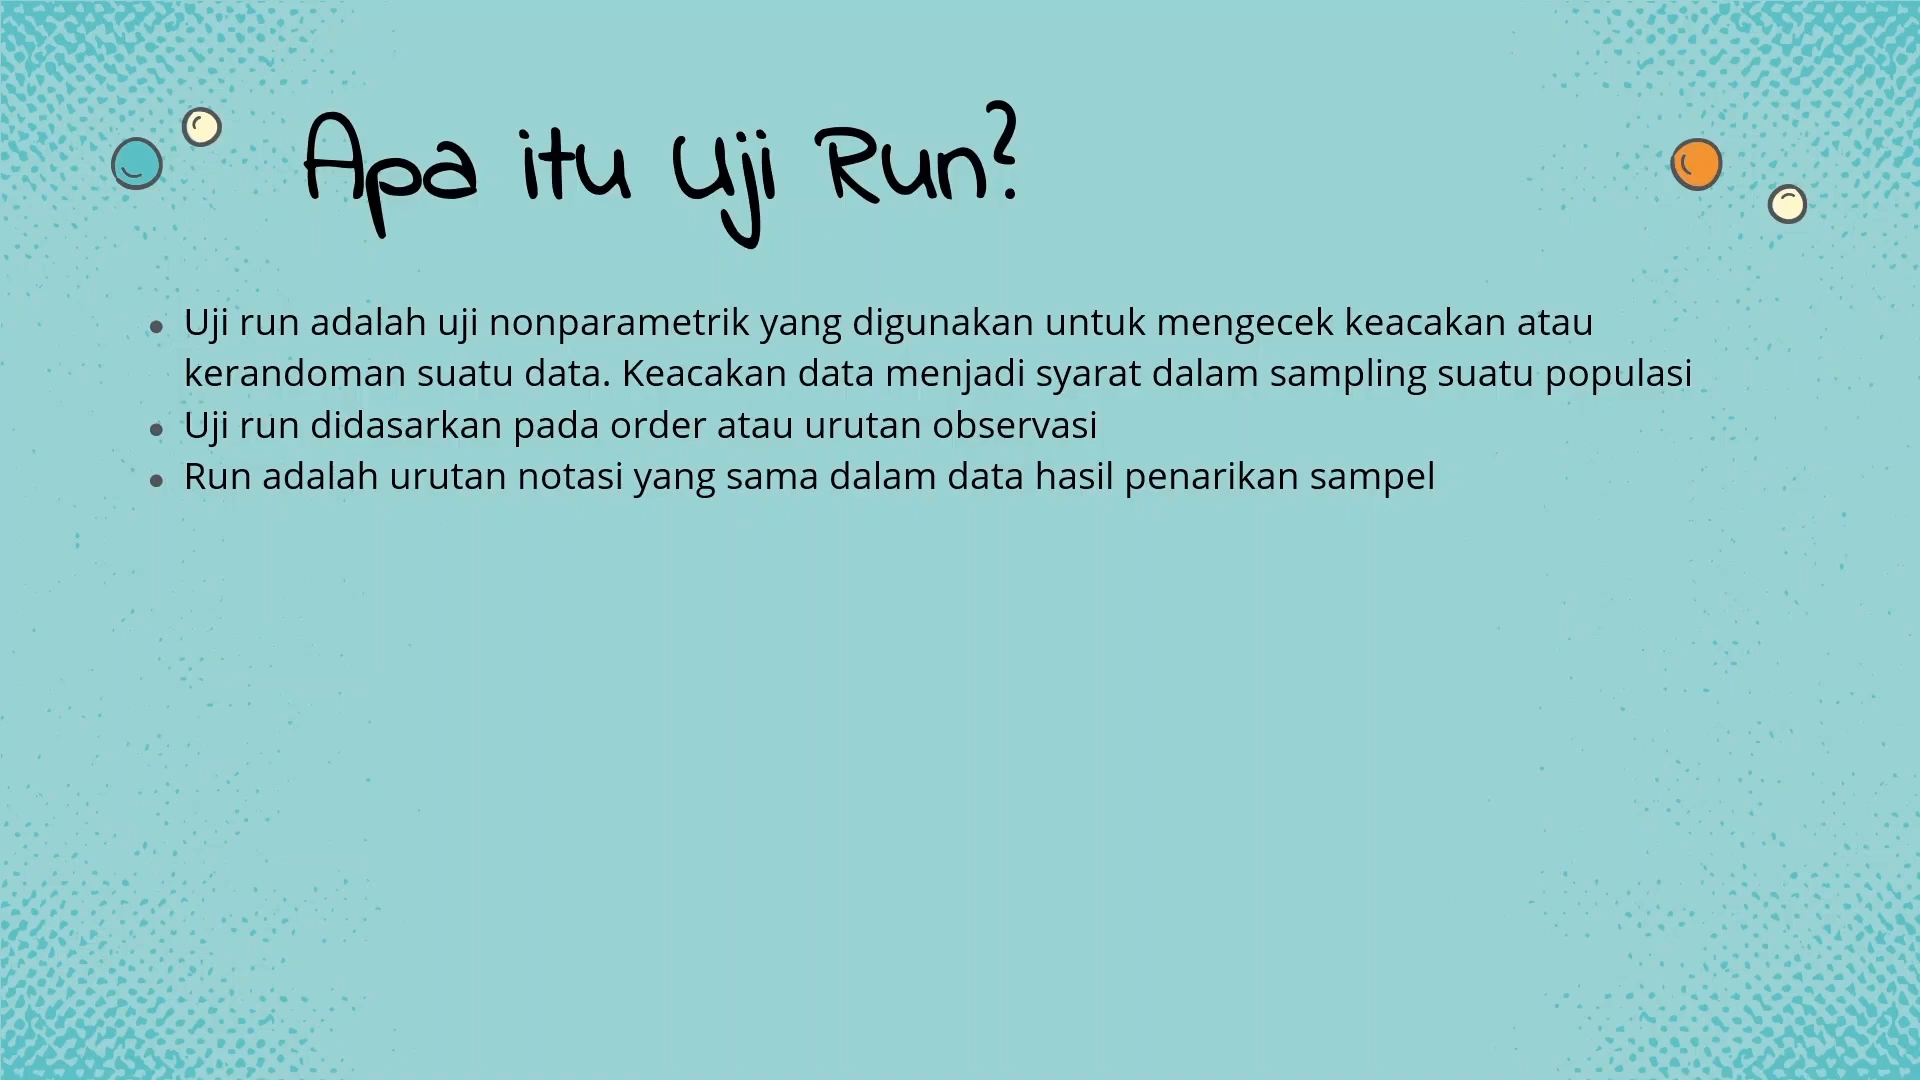 Apa itu Uji Run?
Uji run adalah uji nonparametrik yang digunakan untuk mengecek keacakan atau
kerandoman suatu data. Keacakan data menjadi syarat dalam sampling suatu populasi
Uji run didasarkan pada order atau urutan observasi
Run adalah urutan notasi yang sama dalam data hasil penarikan sampel